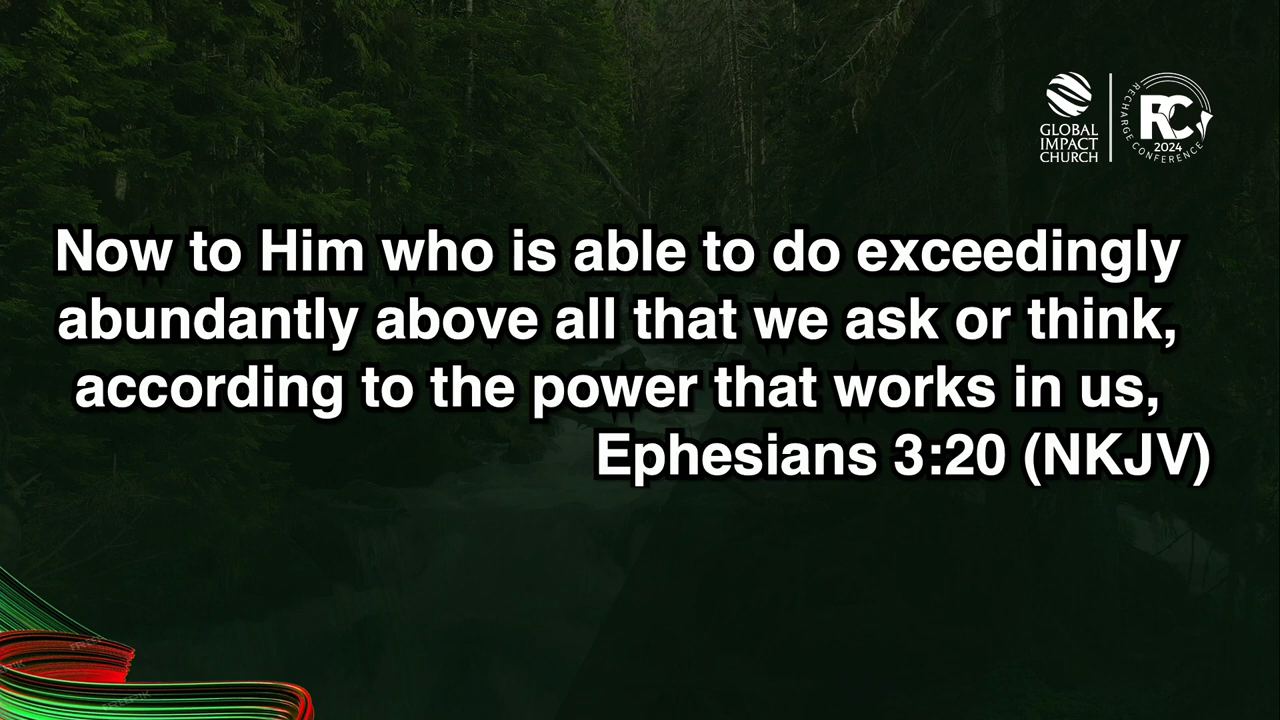 GLOBAL
IMPACT
CHURCH
RC
2024
RECHARGE CONFERENCE
Now to Him who is able to do exceedingly
abundantly above all that we ask or think,
according to the power that works in us,
Ephesians 3:20 (NKJV)
FREEPIK